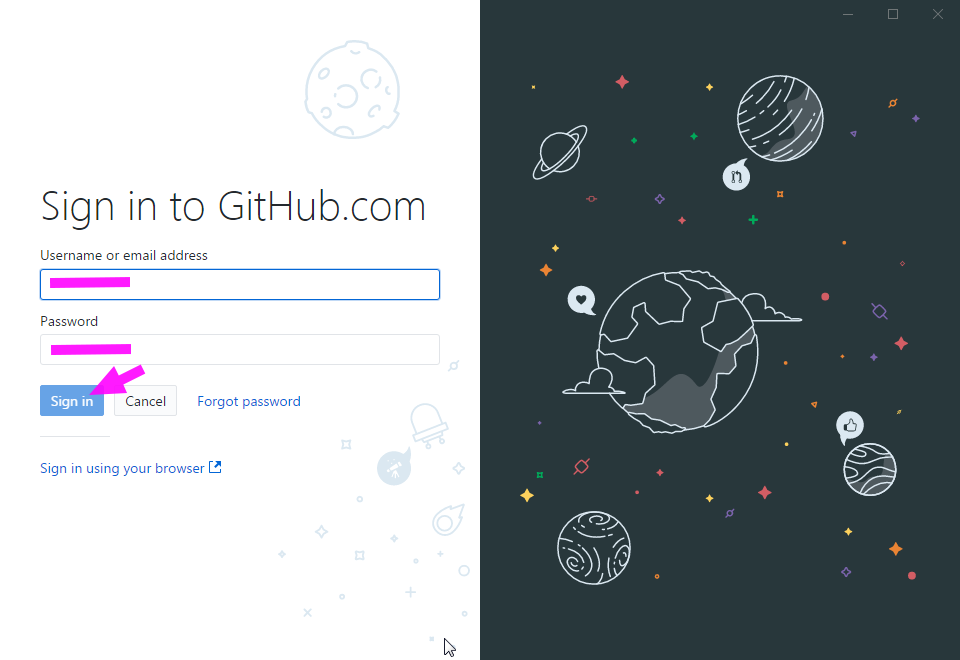 Sign in to GitHub.com
Username or email address
Password
Sign in
Cancel
Forgot password
Sign in using your browser